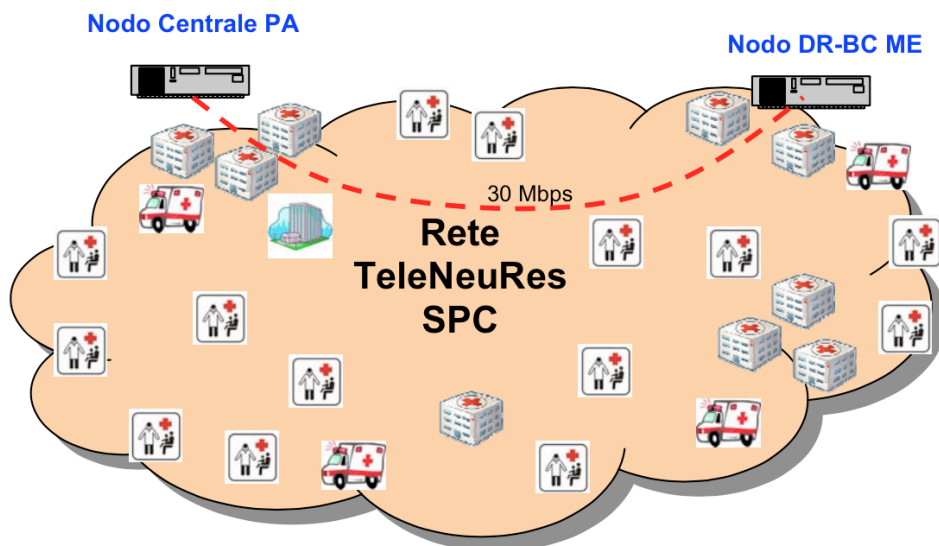 Nodo Centrale PA
Nodo DR-BC ME
30 Mbps
Rete
TeleNeuRes
SPC